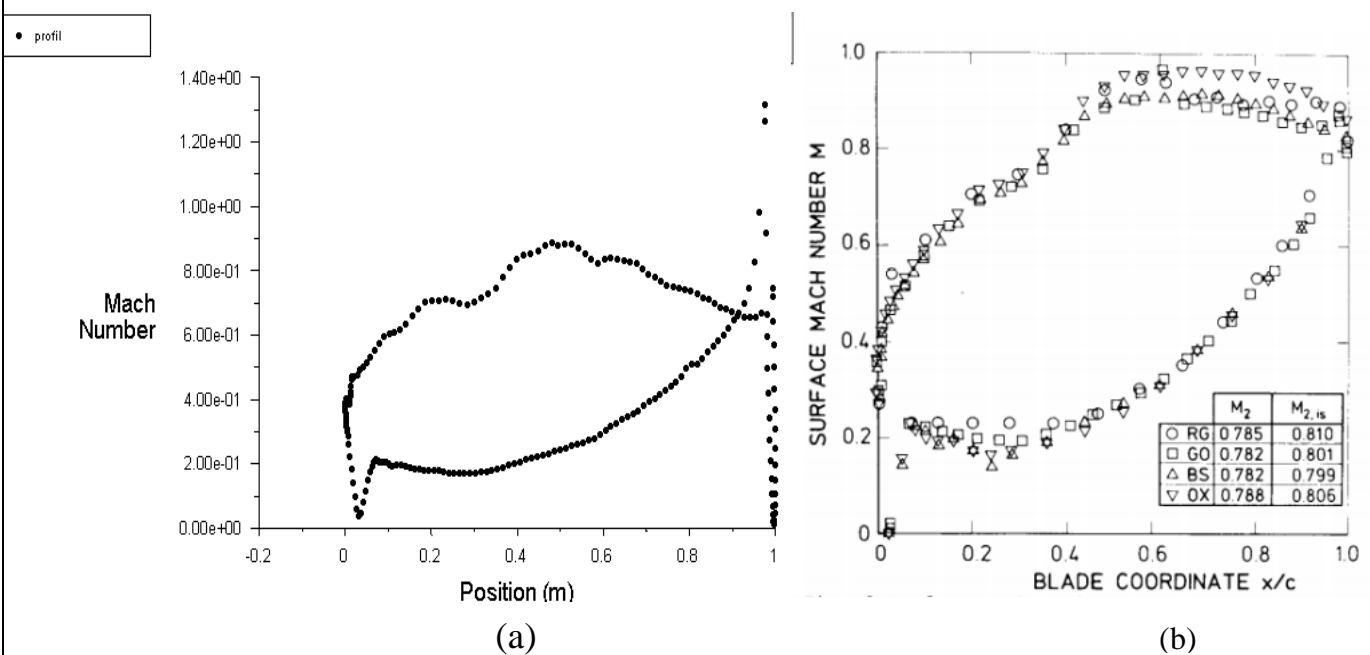 profil
1.40e+00
1.20e+00
1.00e+00
8.00e-01
6.00e-01
4.00e-01
2.00e-01
0.00e+00
Mach
Number
-0.2
0
0.2
0.4
0.6
0.8
1
Position (m)
(a)
1.0
0.8
0.6
0.4
0.2
0
SURFACE MACH NUMBER M
M2 M2,is
RG 0.785 0.810
GO 0.782 0.801
BS 0.782 0.799
OX 0.788 0.806
0 0.2 0.4 0.6 0.8 1.0
BLADE COORDINATE x/c
(b)